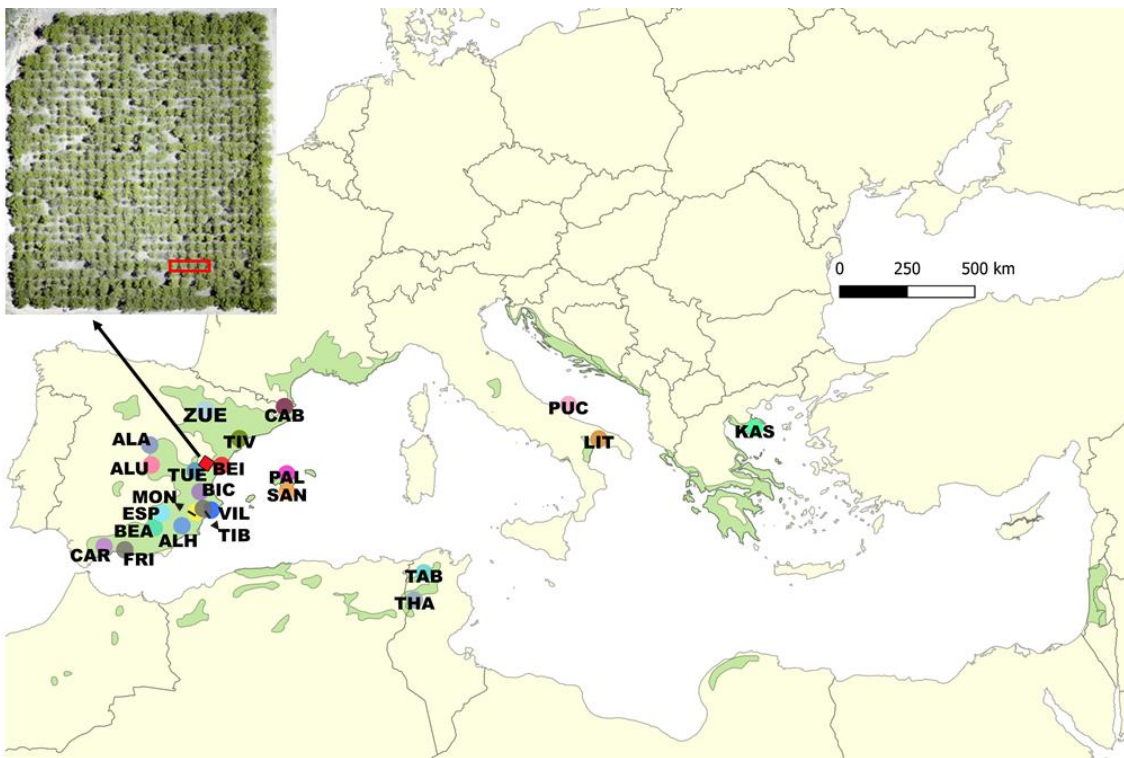 0 250 500 km
ZUE
CAB
PUC
KAS
ALA
TIV
LIT
ALU
TUE
BEI
PAL
SAN
BIC
MON
ESP
VIL
BEA
TIB
ALH
CAR
FRI
TAB
THA